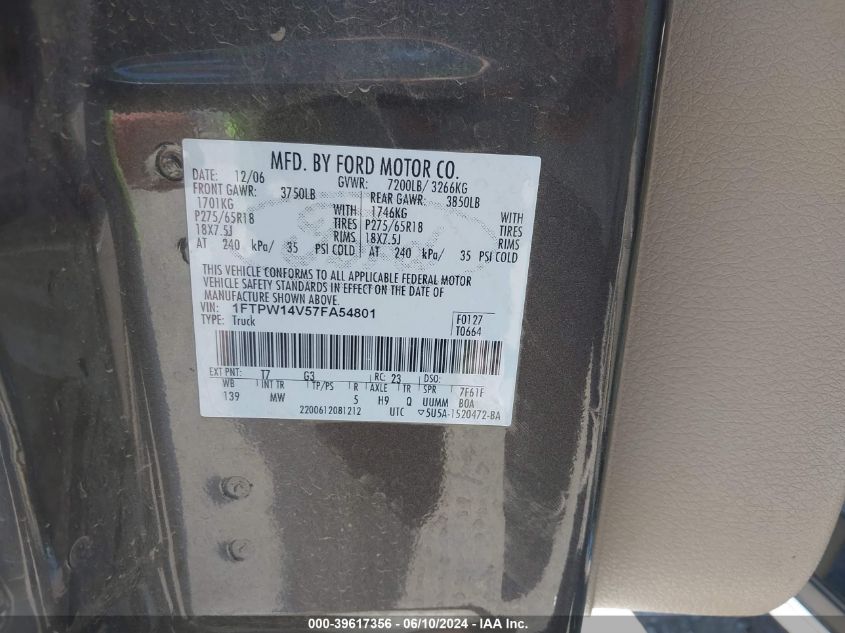 MFD. BY FORD MOTOR CO.
DATE: 12/06 GVWR: 7200LB/ 3266KG
FRONT GAWR: 3750LB REAR GAWR: 3850LB
1701KG WITH 1746KG WITH
P275/65R18 TIRES P275/65R18 TIRES
18X7.5J RIMS 18X7.5J RIMS
AT 240 kPa/ 35 PSI COLD AT 240 kPa/ 35 PSI COLD
THIS VEHICLE CONFORMS TO ALL APPLICABLE FEDERAL MOTOR
VEHICLE SAFETY STANDARDS IN EFFECT ON THE DATE OF
MANUFACTURE SHOWN ABOVE.
VIN: 1FTPW14V57FA54801 F0127
TYPE: Truck T0664
EXT PNT: T7 G3 RC: 23 DSO:
WB INT TR TP/PS R AXLE TR SPR 7F61F
139 MW 5 H9 Q UUMM B0A
2200612081212 UTC ▽5U5A-1520472-BA
000-39617356 - 06/10/2024 - IAA Inc.